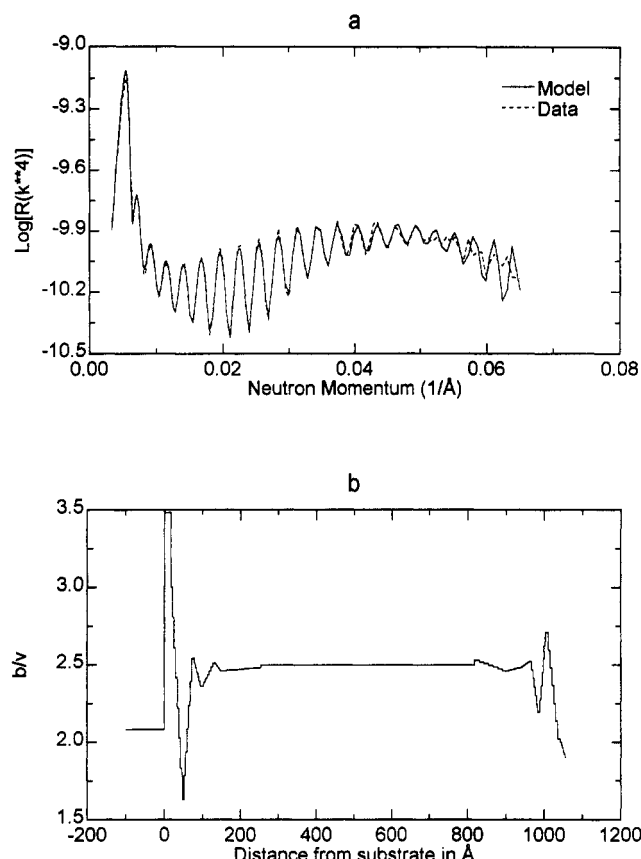 a
-9.0
-9.3
-9.6
-9.9
-10.2
-10.5
Log[R(k**4)]
Model
Data
0.00 0.02 0.04 0.06 0.08
Neutron Momentum (1/Å)
b
3.5
3.0
2.5
2.0
1.5
b/v
-200 0 200 400 600 800 1000 1200
Distance from substrate in Å